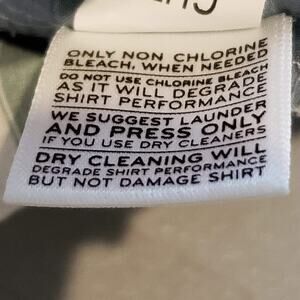 ONLY NON CHLORINE
BLEACH, WHEN NEEDED
DO NOT USE CHLORINE BLEACH
AS IT WILL DEGRADE
SHIRT PERFORMANCE
WE SUGGEST LAUNDER
AND PRESS ONLY
IF YOU USE DRY CLEANERS
DRY CLEANING WILL
DEGRADE SHIRT PERFORMANCE
BUT NOT DAMAGE SHIRT